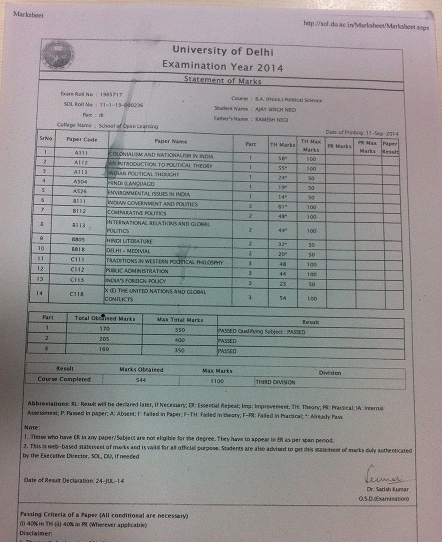 Marksheet
http://sol.du.ac.in/Marksheet/Marksheet.aspx
University of Delhi
Examination Year 2014
Statement of Marks
Exam Roll No : 1965717
Course : B.A. (Hons.) Political Science
SOL Roll No : 11-1-19-000236
Student Name : AJAY SINGH NEGI
Part : III
Father's Name : RAMESH NEGI
College Name : School of Open Learning
Date of Printing: 11-Sep-2014
SrNo Paper Code Paper Name Part TH Marks TH Max Marks PR Marks PR Max Marks Paper Result
1 A111 COLONIALISM AND NATIONALISM IN INDIA 1 58* 100
2 A112 AN INTRODUCTION TO POLITICAL THEORY 1 55* 100
3 A113 INDIAN POLITICAL THOUGHT 1 24* 50
4 A504 HINDI (LANGUAGE) 1 19* 50
5 A526 ENVIRONMENTAL ISSUES IN INDIA 1 14* 50
6 B111 INDIAN GOVERNMENT AND POLITICS 2 61* 100
7 B112 COMPARATIVE POLITICS 2 48* 100
8 B113 INTERNATIONAL RELATIONS AND GLOBAL POLITICS 2 44* 100
9 B805 HINDI LITERATURE 2 32* 50
10 B818 DELHI - MEDIVIAL 2 20* 50
11 C111 TRADITIONS IN WESTERN POLITICAL PHILOSPHY 3 48 100
12 C112 PUBLIC ADMINISTRATION 3 44 100
13 C113 INDIA'S FOREIGN POLICY 3 23 50
14 C118 X (E) THE UNITED NATIONS AND GLOBAL CONFLICTS 3 54 100
Part Total Obtained Marks Max Total Marks Result
1 170 350 PASSED Qualifying Subject : PASSED
2 205 400 PASSED
3 169 350 PASSED
Result Marks Obtained Max Marks Division
Course Completed 544 1100 THIRD DIVISION
Abbreviations: RL: Result will be declared later, if Necessary; ER: Essential Repeat; Imp: Improvement; TH: Theory; PR: Practical; IA: Internal
Assessment; P: Passed in paper; A: Absent; F: Failed in Paper; F-TH: Failed in theory; F-PR: Failed in Practical; *: Already Pass.
Note:
1. Those who have ER in any paper/Subject are not eligible for the degree. They have to appear in ER as per span period.
2. This is web-based statement of marks and is valid for all official purpose. Students are also advised to get this statement of marks duly authenticated
by the Executive Director, SOL, DU, if needed
Date of Result Declaration: 24-JUL-14
Dr. Satish Kumar
O.S.D.(Examination)
Passing Criteria of a Paper (All conditional are necessary)
(i) 40% in TH (ii) 40% in PR (Wherever applicable)
Disclaimer: